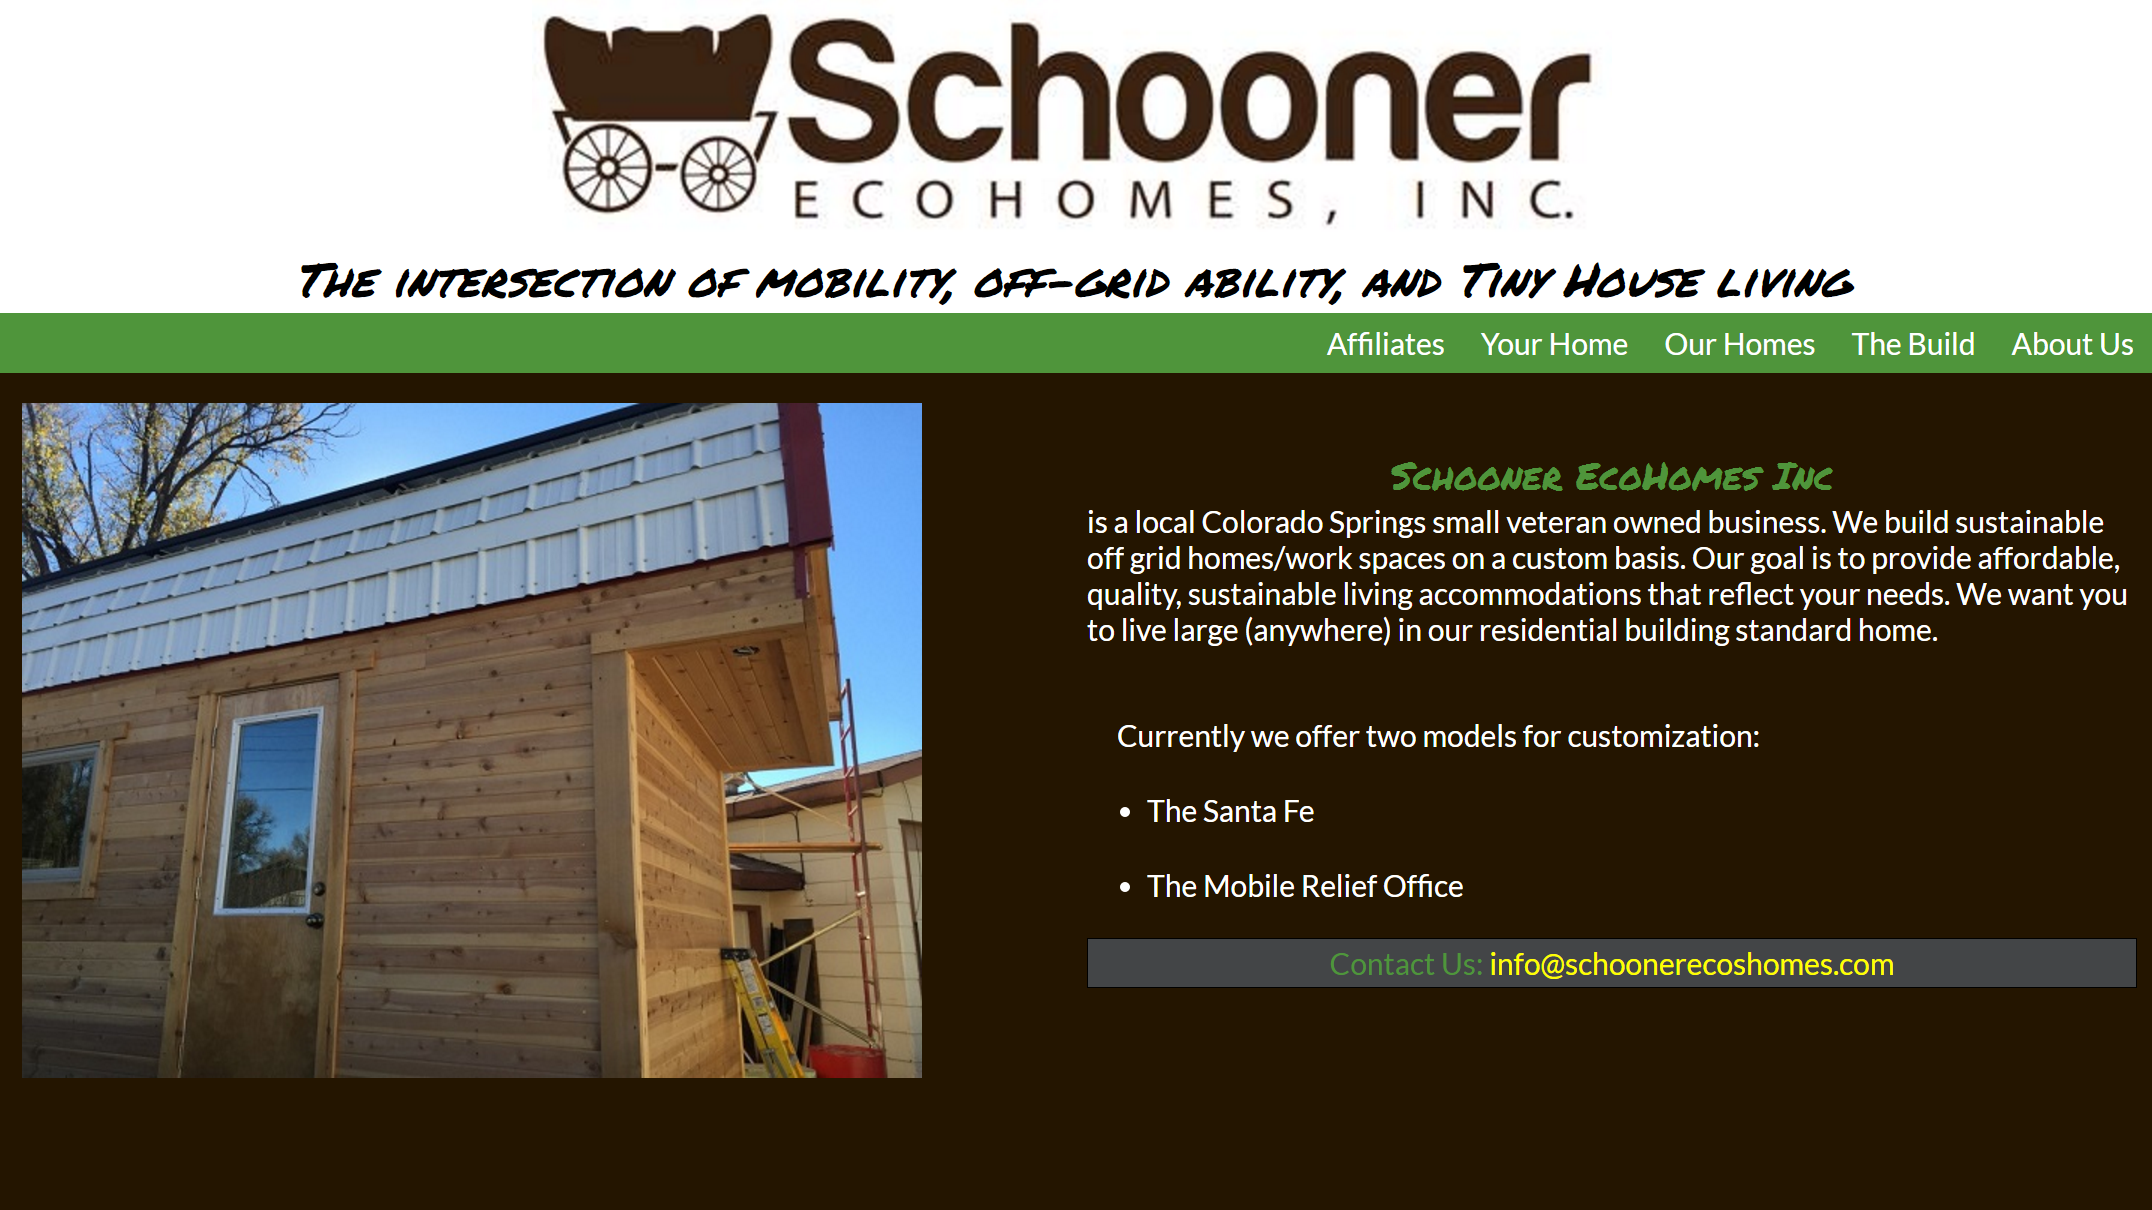 Schooner
ECOHOMES, INC.
The intersection of mobility, off-grid ability, and Tiny House living
Affiliates Your Home Our Homes The Build About Us
Schooner EcoHomes Inc
is a local Colorado Springs small veteran owned business. We build sustainable
off grid homes/work spaces on a custom basis. Our goal is to provide affordable,
quality, sustainable living accommodations that reflect your needs. We want you
to live large (anywhere) in our residential building standard home.
Currently we offer two models for customization:
• The Santa Fe
• The Mobile Relief Office
Contact Us: info@schoonerecoshomes.com